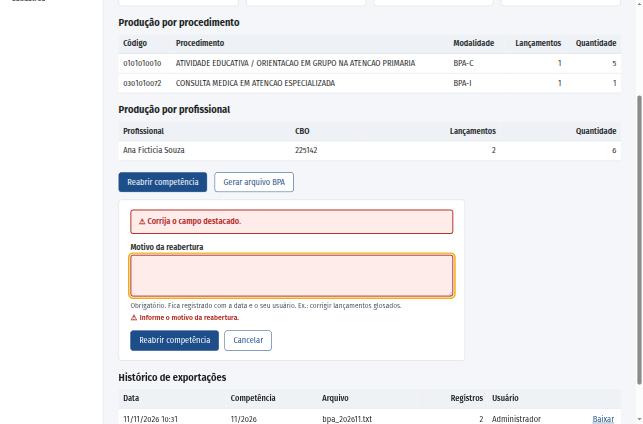 Produção por procedimento
Código Procedimento Modalidade Lançamentos Quantidade
0101010010 ATIVIDADE EDUCATIVA / ORIENTACAO EM GRUPO NA ATENCAO PRIMARIA BPA-C 1 5
0301010072 CONSULTA MEDICA EM ATENCAO ESPECIALIZADA BPA-I 1 1
Produção por profissional
Profissional CBO Lançamentos Quantidade
Ana Ficticia Souza 225142 2 6
Reabrir competência Gerar arquivo BPA
⚠ Corrija o campo destacado.
Motivo da reabertura
Obrigatório. Fica registrado com a data e o seu usuário. Ex.: corrigir lançamentos glosados.
⚠ Informe o motivo da reabertura.
Reabrir competência Cancelar
Histórico de exportações
Data Competência Arquivo Registros Usuário
11/11/2026 10:31 11/2026 bpa_202611.txt 2 Administrador Baixar